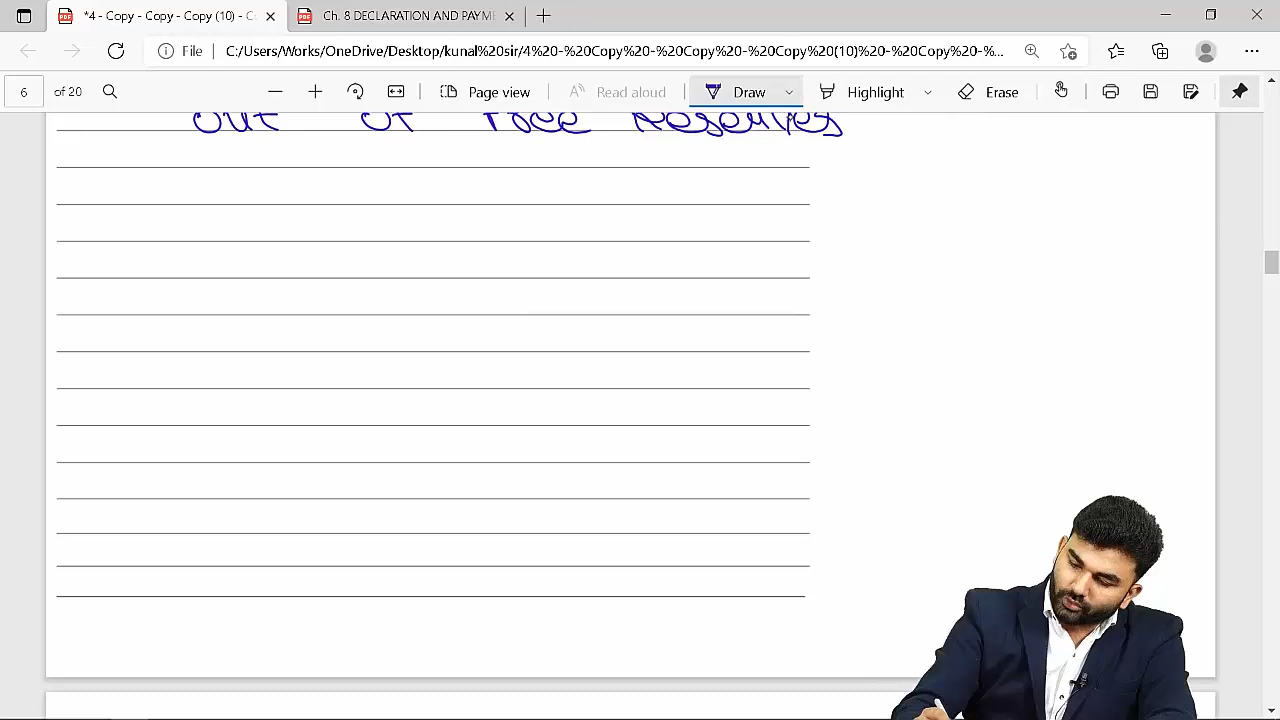 *4 - Copy - Copy - Copy (10) - C
Ch. 8 DECLARATION AND PAYM
File
C:/Users/Works/OneDrive/Desktop/kunal%20sir/4%20-%20Copy%20-%20Copy%20-%20Copy%20(10)%20-%20Copy%20-%...
6 of 20
Page view
Read aloud
Draw
Highlight
Erase
out of free Reserves